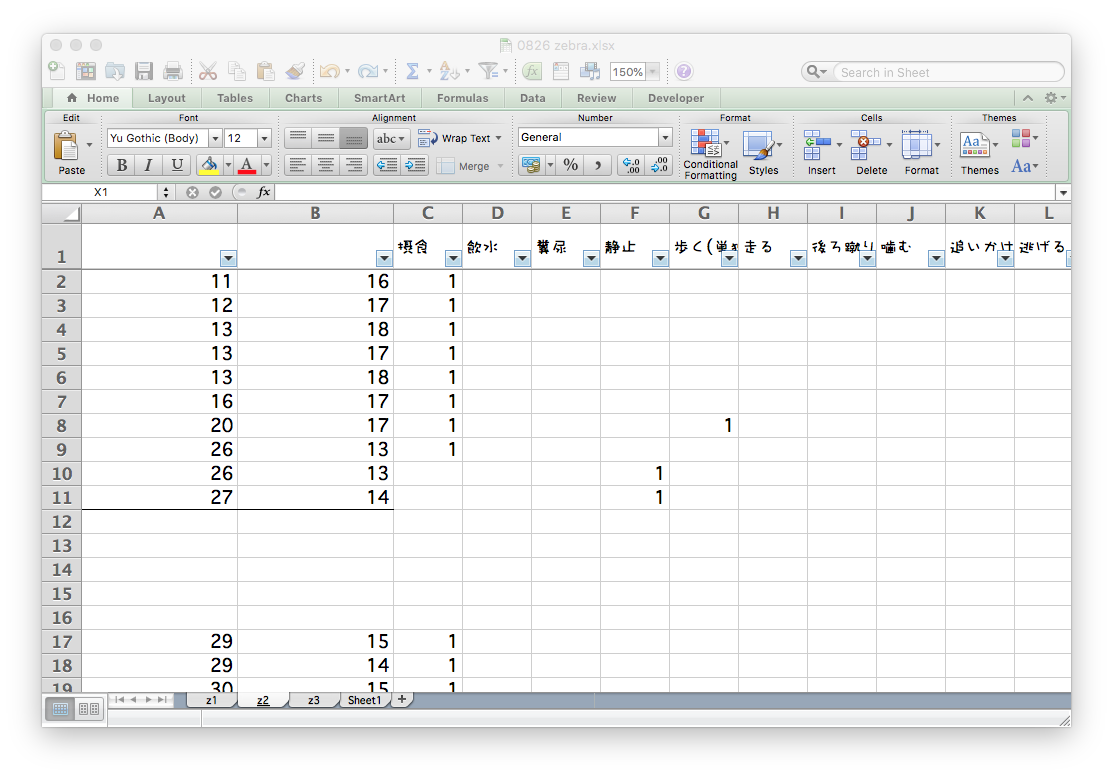 0826 zebra.xlsx
150% Search in Sheet
Home Layout Tables Charts SmartArt Formulas Data Review Developer
Edit Font Alignment Number Format Cells Themes
Yu Gothic (Body) 12 abc Wrap Text General
Paste B I U A Merge % , Conditional Formatting Styles Insert Delete Format Themes Aa
X1 fx
A B C D E F G H I J K L
1 摂食 飲水 糞尿 静止 歩く(単 走る 後ろ蹴り 噛む 追いかけ 逃げる
2 11 16 1
3 12 17 1
4 13 18 1
5 13 17 1
6 13 18 1
7 16 17 1
8 20 17 1 1
9 26 13 1
10 26 13 1
11 27 14 1
12
13
14
15
16
17 29 15 1
18 29 14 1
19 30 15 1
z1 z2 z3 Sheet1